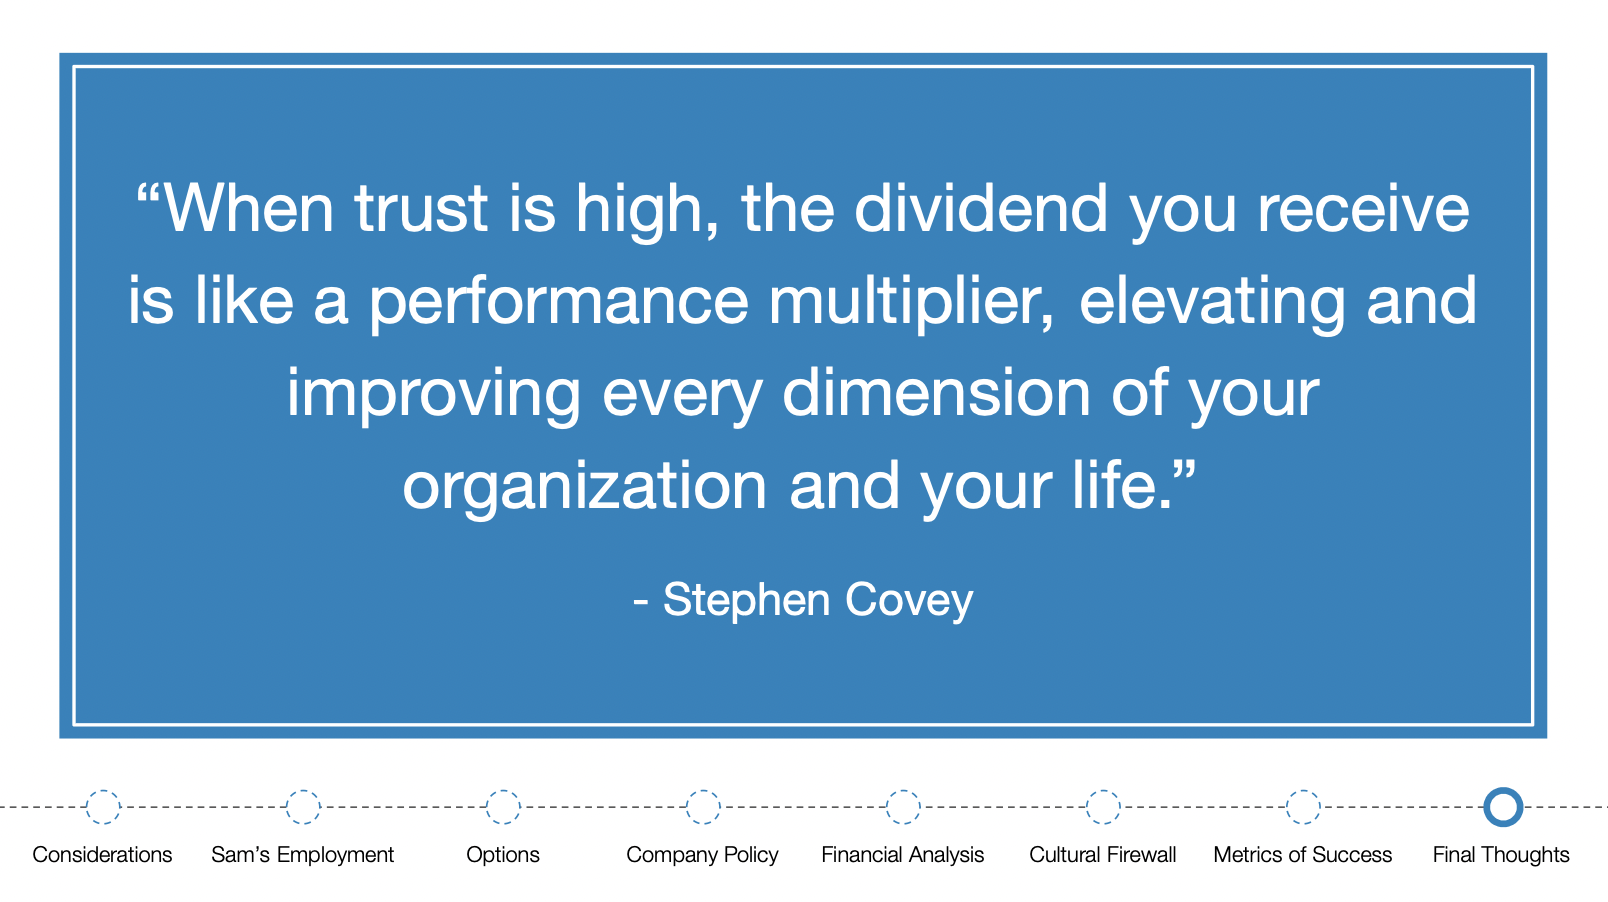 “When trust is high, the dividend you receive
is like a performance multiplier, elevating and
improving every dimension of your
organization and your life.”
- Stephen Covey
Considerations
Sam’s Employment
Options
Company Policy
Financial Analysis
Cultural Firewall
Metrics of Success
Final Thoughts